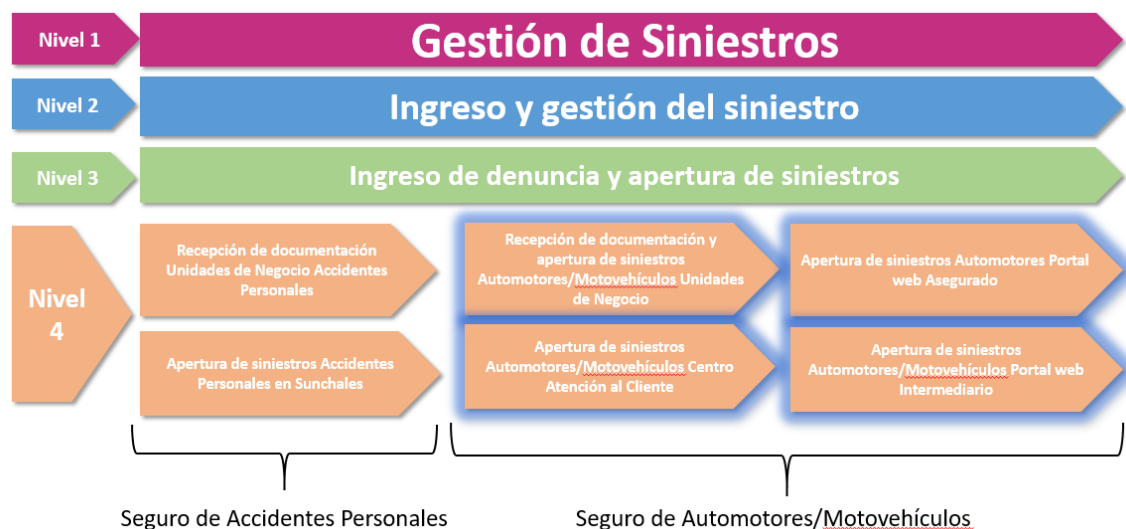 Nivel 1
Gestión de Siniestros
Nivel 2
Ingreso y gestión del siniestro
Nivel 3
Ingreso de denuncia y apertura de siniestros
Nivel
4
Recepción de documentación
Unidades de Negocio Accidentes
Personales
Recepción de documentación y
apertura de siniestros
Automotores/Motovehículos Unidades
de Negocio
Apertura de siniestros Automotores Portal
web Asegurado
Apertura de siniestros Accidentes
Personales en Sunchales
Apertura de siniestros
Automotores/Motovehículos Centro
Atención al Cliente
Apertura de siniestros
Automotores/Motovehículos Portal web
Intermediario
Seguro de Accidentes Personales
Seguro de Automotores/Motovehículos